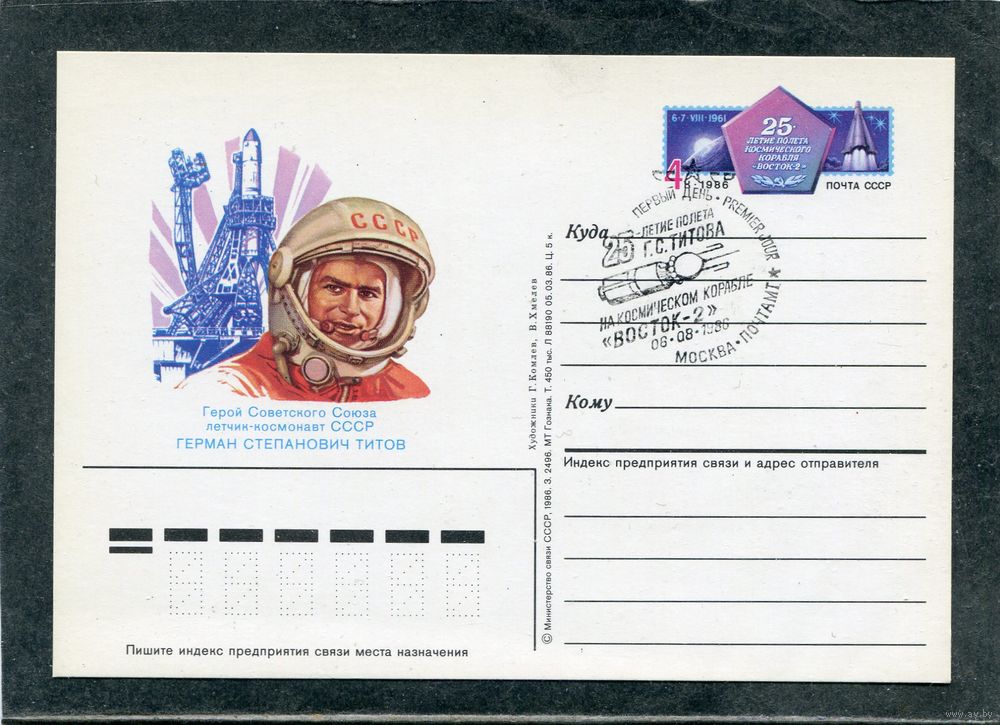 6-7-VIII-1961
25-
ЛЕТИЕ ПОЛЕТА
КОСМИЧЕСКОГО
КОРАБЛЯ
«ВОСТОК-2»
4
1986
ПОЧТА СССР
СССР
ПЕРВЫЙ ДЕНЬ · PREMIER JOUR
25-ЛЕТИЕ ПОЛЕТА
Г.С. ТИТОВА
НА КОСМИЧЕСКОМ КОРАБЛЕ
«ВОСТОК-2»
06-08-1986
МОСКВА · ПОЧТАМТ
Герой Советского Союза
летчик-космонавт СССР
ГЕРМАН СТЕПАНОВИЧ ТИТОВ
Художники Г. Комлев, В. Хмелев
© Министерство связи СССР, 1986. З. 2496. МТ Гознака. Т. 450 тыс. Л 88190 05.03.86. Ц. 5 к.
Куда
Кому
Индекс предприятия связи и адрес отправителя
Пишите индекс предприятия связи места назначения
www.ay.by